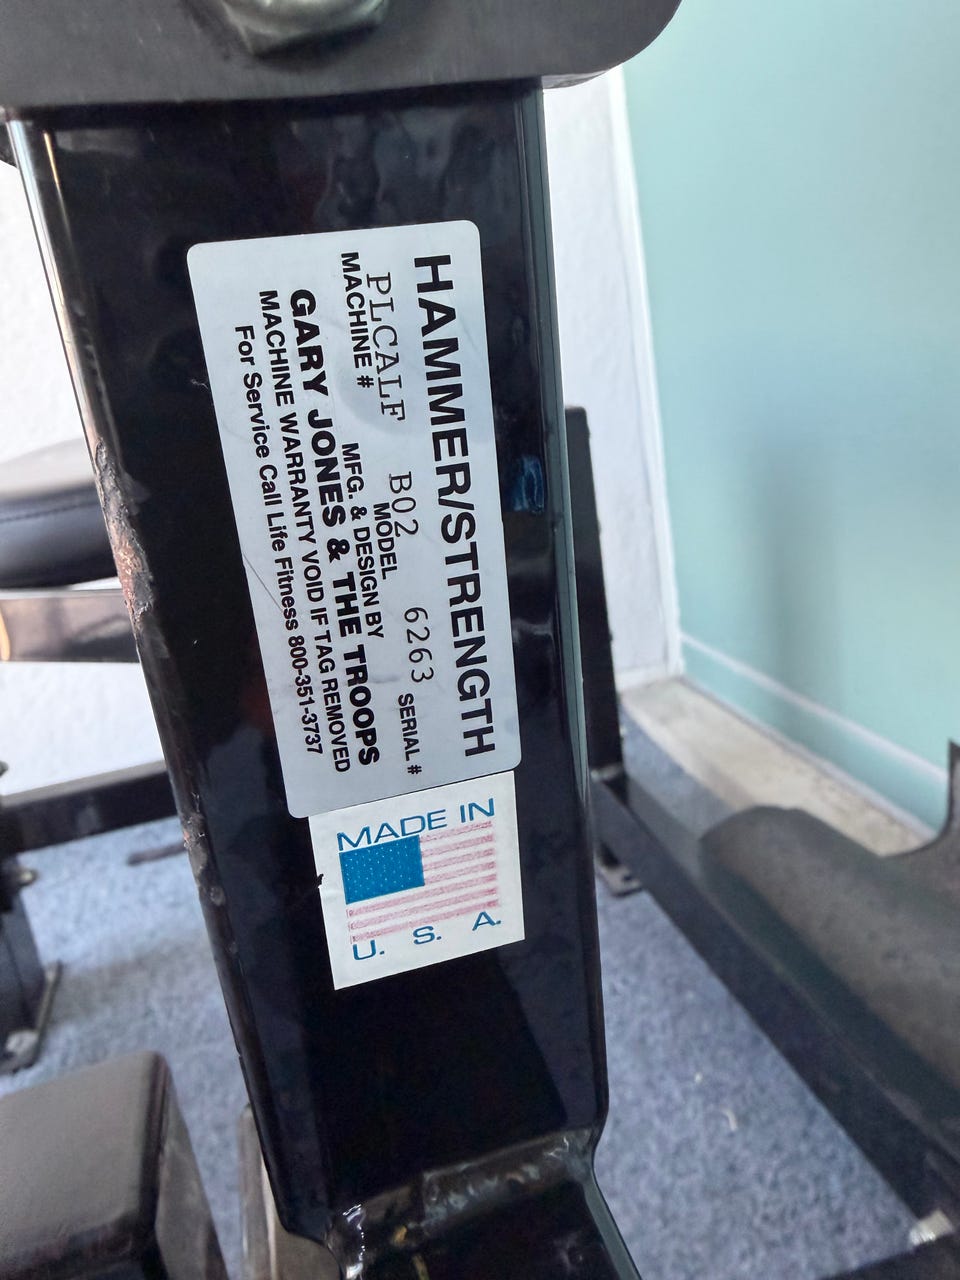 HAMMER/STRENGTH
PLCALF B02 6263
MACHINE # MODEL SERIAL #
MFG. & DESIGN BY
GARY JONES & THE TROOPS
MACHINE WARRANTY VOID IF TAG REMOVED
For Service Call Life Fitness 800-351-3737
MADE IN
U. S. A.